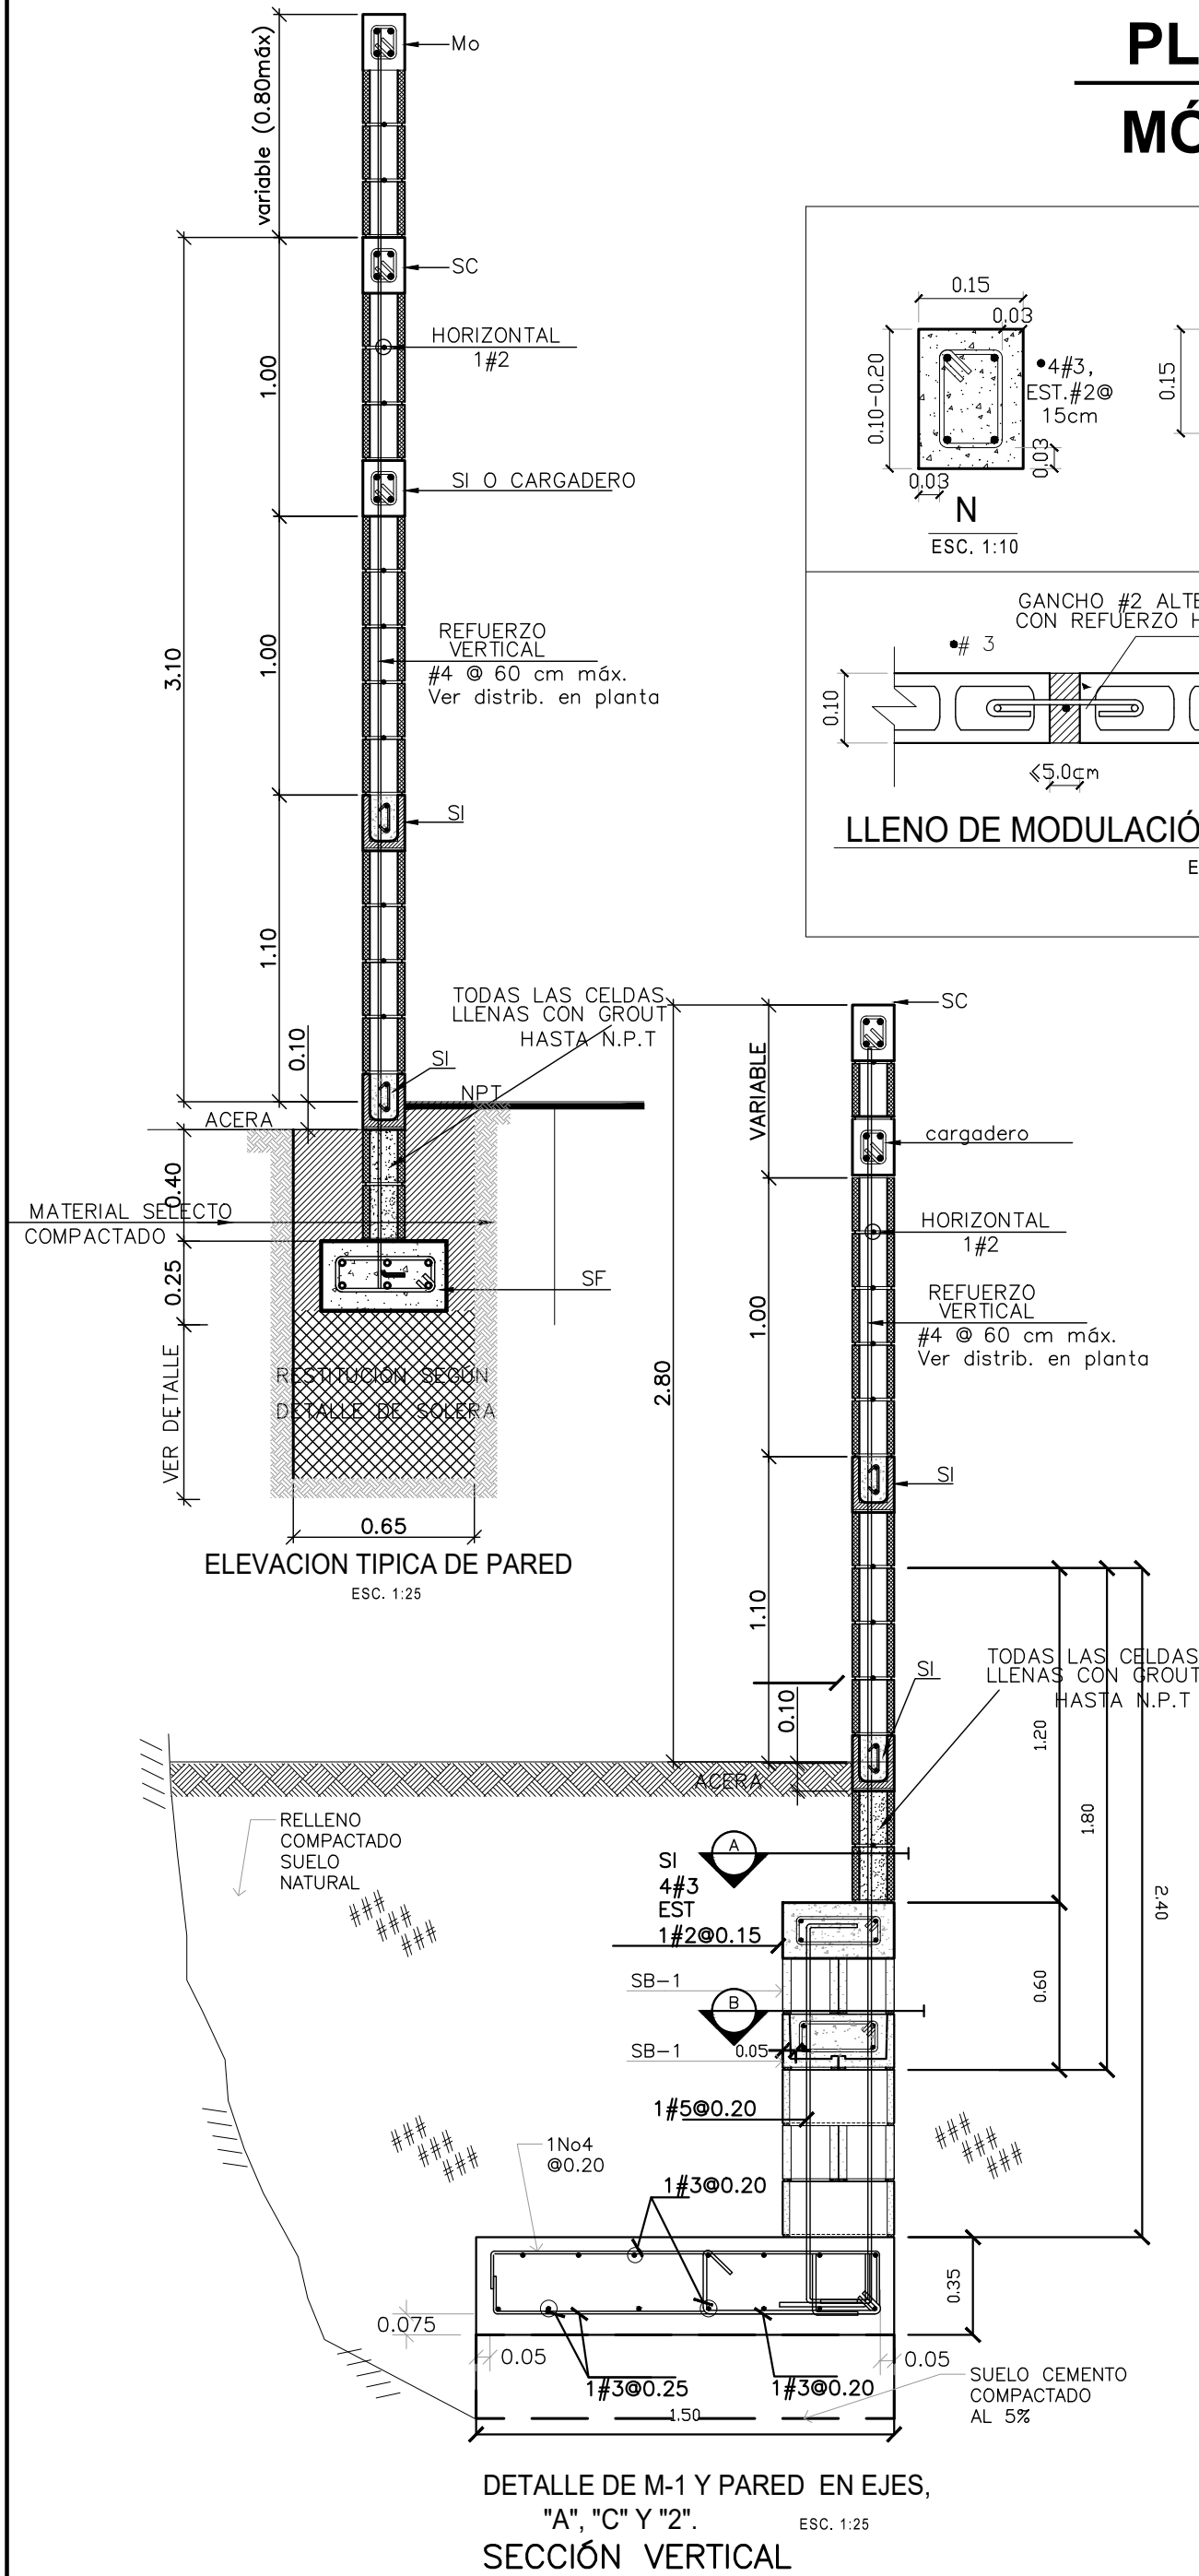 PL
MÓ
variable (0.80máx)
Mo
SC
HORIZONTAL
1#2
1.00
SI O CARGADERO
3.10
1.00
REFUERZO
VERTICAL
#4 @ 60 cm máx.
Ver distrib. en planta
SI
1.10
TODAS LAS CELDAS
LLENAS CON GROUT
HASTA N.P.T
0.10
SI
NPT
ACERA
0.40
MATERIAL SELECTO
COMPACTADO
0.25
SF
VER DETALLE
RESTITUCIÓN SEGÚN
DETALLE DE SOLERA
0.65
ELEVACION TIPICA DE PARED
ESC. 1:25
0.15
0.03
0.10-0.20
4#3,
EST.#2@
15cm
0.03
0.03
0.15
N
ESC. 1:10
GANCHO #2 ALTE
CON REFUERZO H
# 3
0.10
<5.0cm
LLENO DE MODULACIÓ
E
SC
VARIABLE
cargadero
HORIZONTAL
1#2
REFUERZO
VERTICAL
#4 @ 60 cm máx.
Ver distrib. en planta
1.00
2.80
SI
1.10
TODAS LAS CELDAS
LLENAS CON GROUT
HASTA N.P.T
SI
0.10
1.20
ACERA
RELLENO
COMPACTADO
SUELO
NATURAL
1.80
A
SI
4#3
EST
1#2@0.15
2.40
SB-1
B
0.60
SB-1
0.05
1#5@0.20
1No4
@0.20
1#3@0.20
0.35
0.075
0.05
0.05
1#3@0.25
1#3@0.20
SUELO CEMENTO
COMPACTADO
AL 5%
1.50
DETALLE DE M-1 Y PARED EN EJES,
"A", "C" Y "2".
ESC. 1:25
SECCIÓN VERTICAL